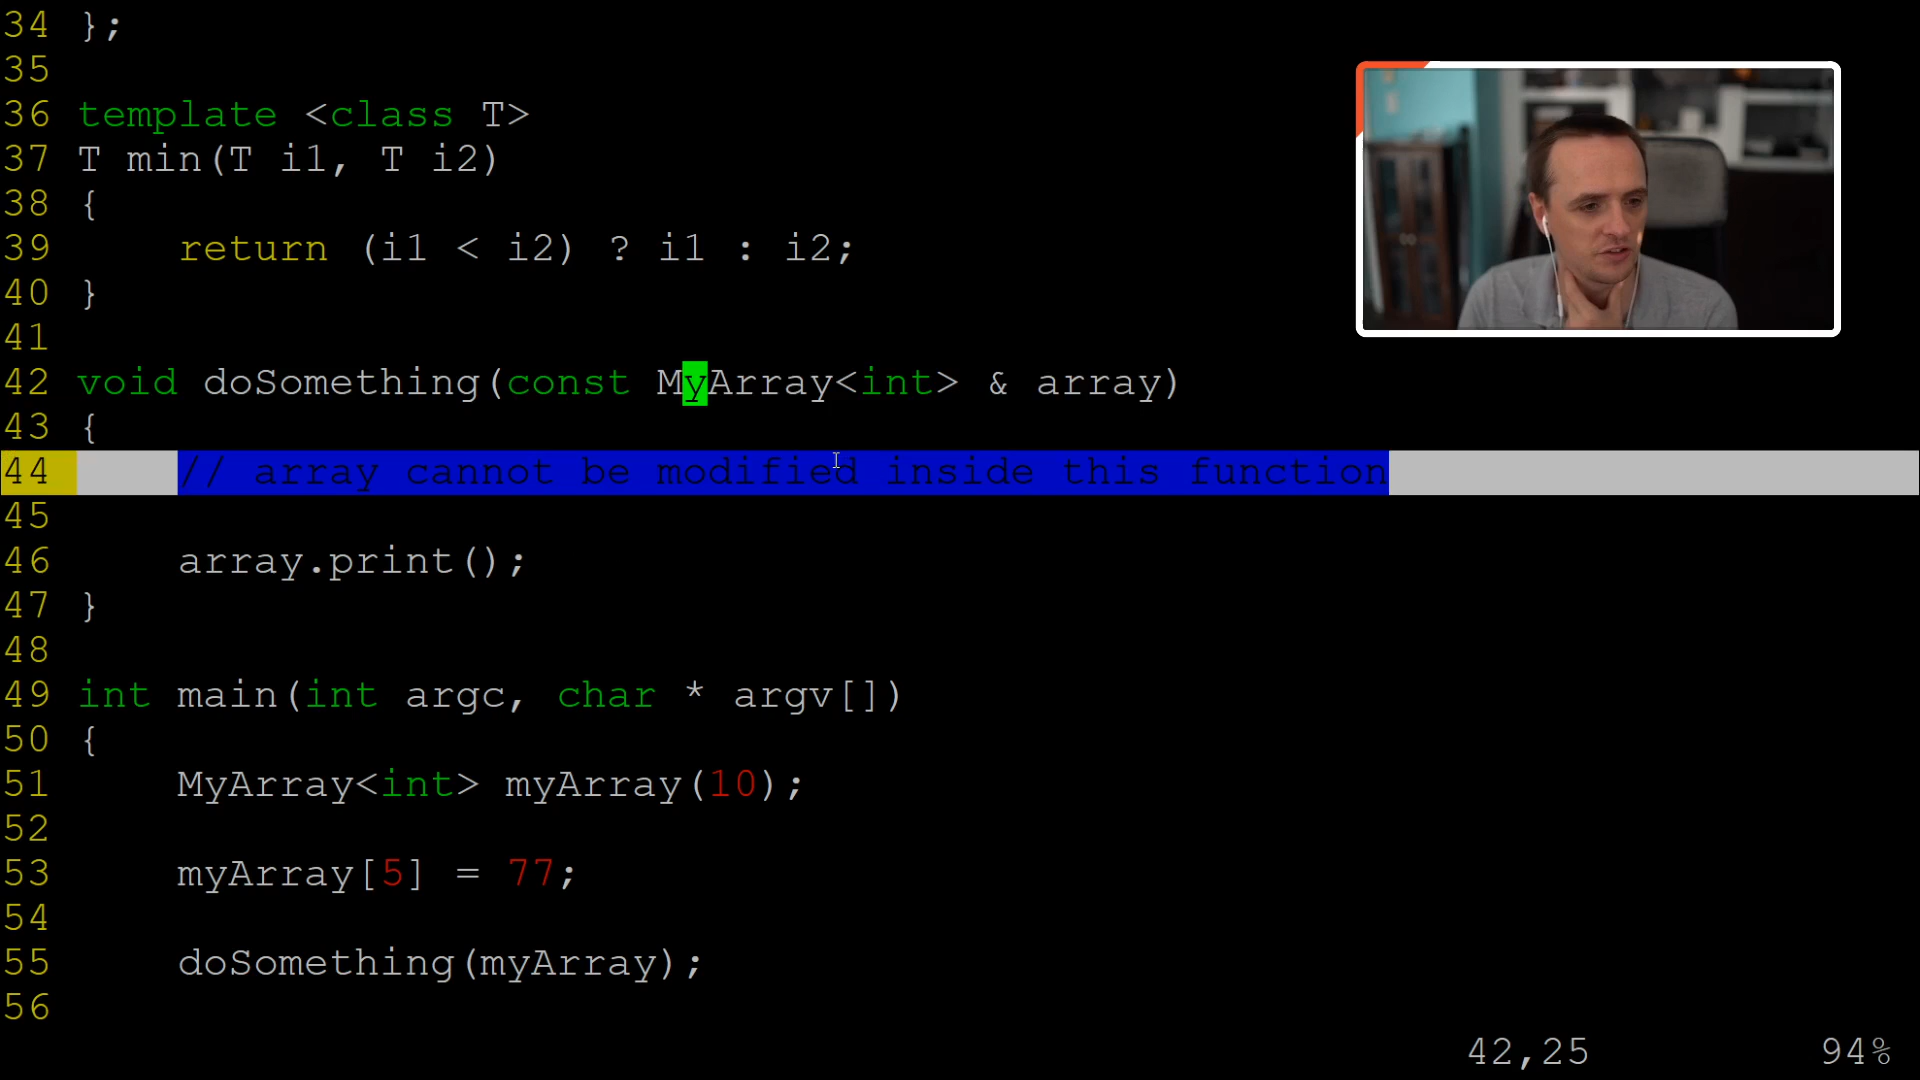 34 };
35
36 template <class T>
37 T min(T i1, T i2)
38 {
39     return (i1 < i2) ? i1 : i2;
40 }
41
42 void doSomething(const MyArray<int> & array)
43 {
44     // array cannot be modified inside this function
45
46     array.print();
47 }
48
49 int main(int argc, char * argv[])
50 {
51     MyArray<int> myArray(10);
52
53     myArray[5] = 77;
54
55     doSomething(myArray);
56
42,25 94%